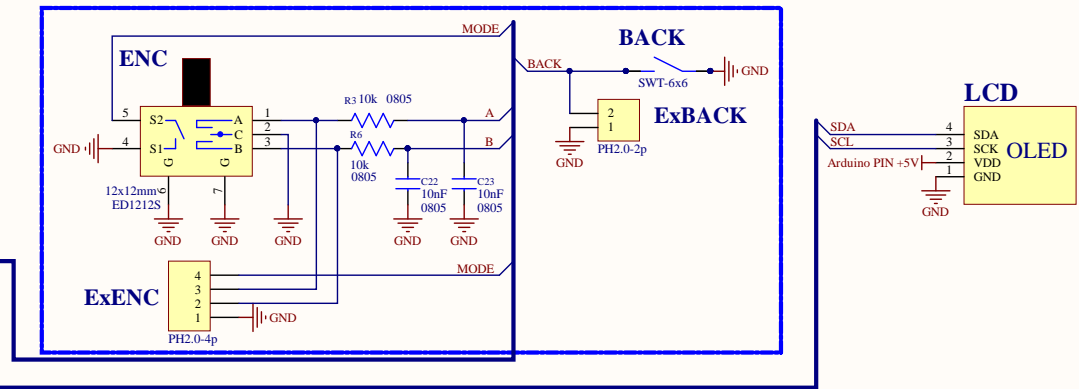 MODE
BACK
ENC
BACK
GND
SWT-6x6
LCD
R3 10k 0805
5
S2
A
1
A
2
1
ExBACK
C
2
R6
SDA
4
SDA
GND
4
S1
B
3
B
SCL
3
SCK
OLED
G
G
10k
0805
GND
PH2.0-2p
Arduino PIN +5V
2
VDD
1
GND
12x12mm
ED1212S
6
7
C22
10nF
0805
C23
10nF
0805
GND
GND
GND
GND
GND
GND
MODE
4
3
2
1
ExENC
GND
PH2.0-4p